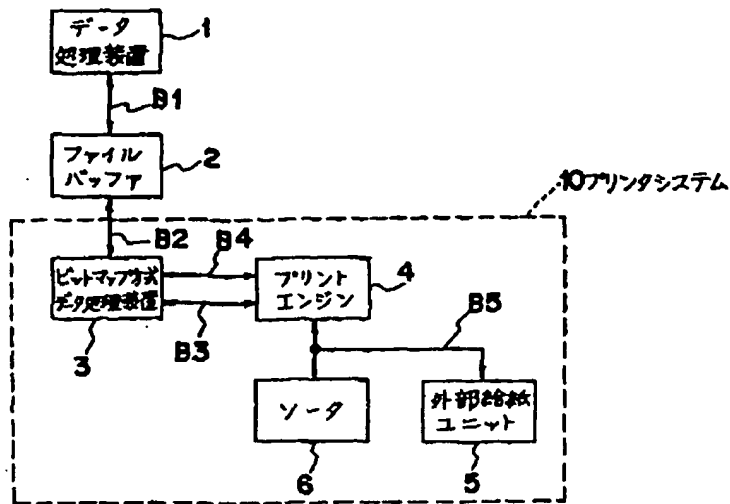 データ
処理装置
1
B1
ファイル
バッファ
2
10プリンタシステム
B2
B4
ビットマップ方式
データ処理装置
プリント
エンジン
4
3
B3
B5
ソータ
外部給紙
ユニット
6
5